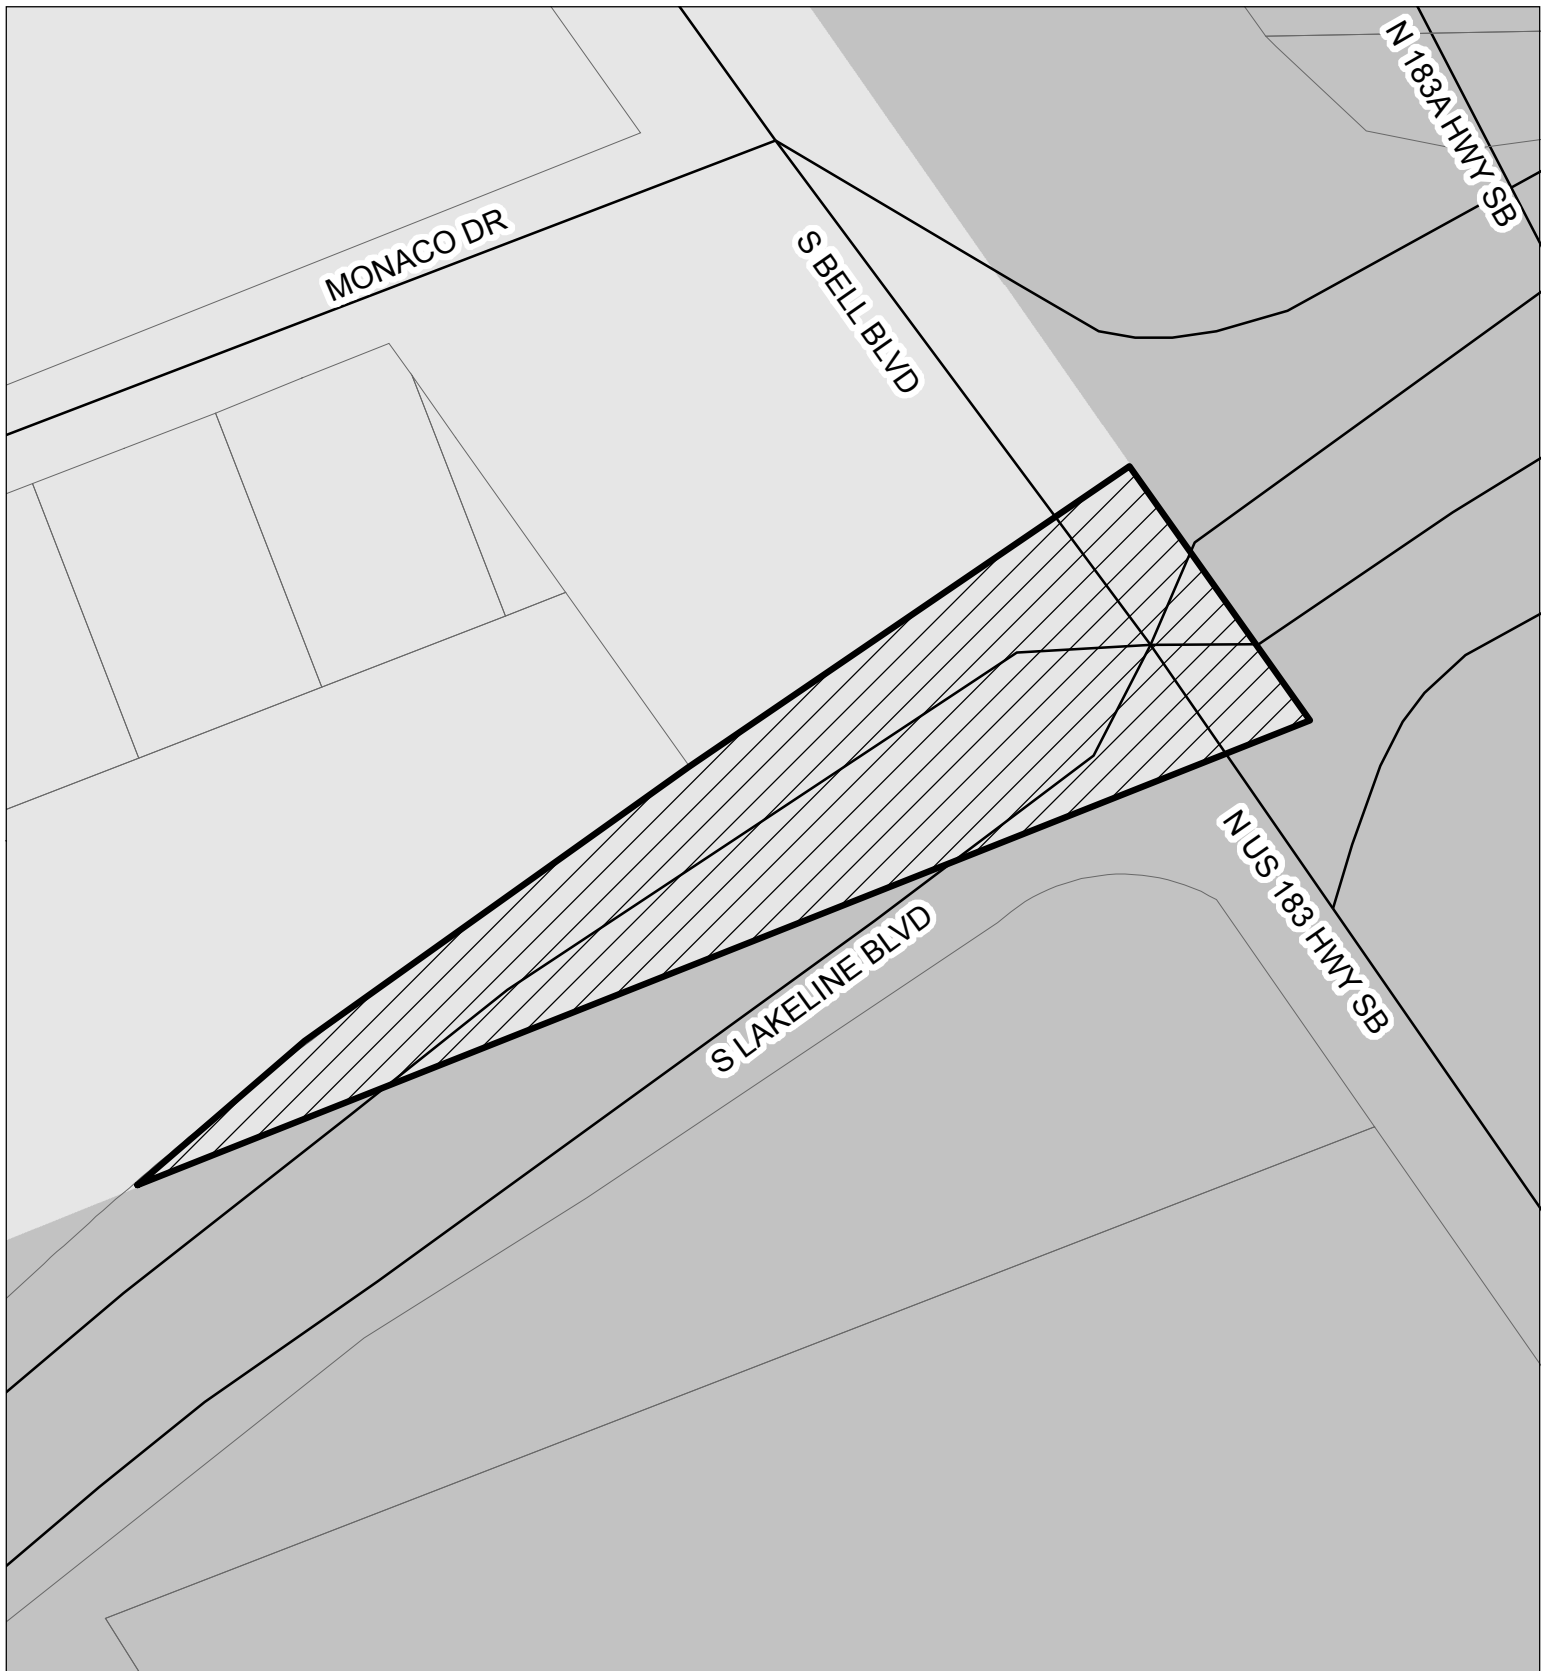 N 183A HWY SB
MONACO DR
S BELL BLVD
N US 183 HWY SB
S LAKELINE BLVD